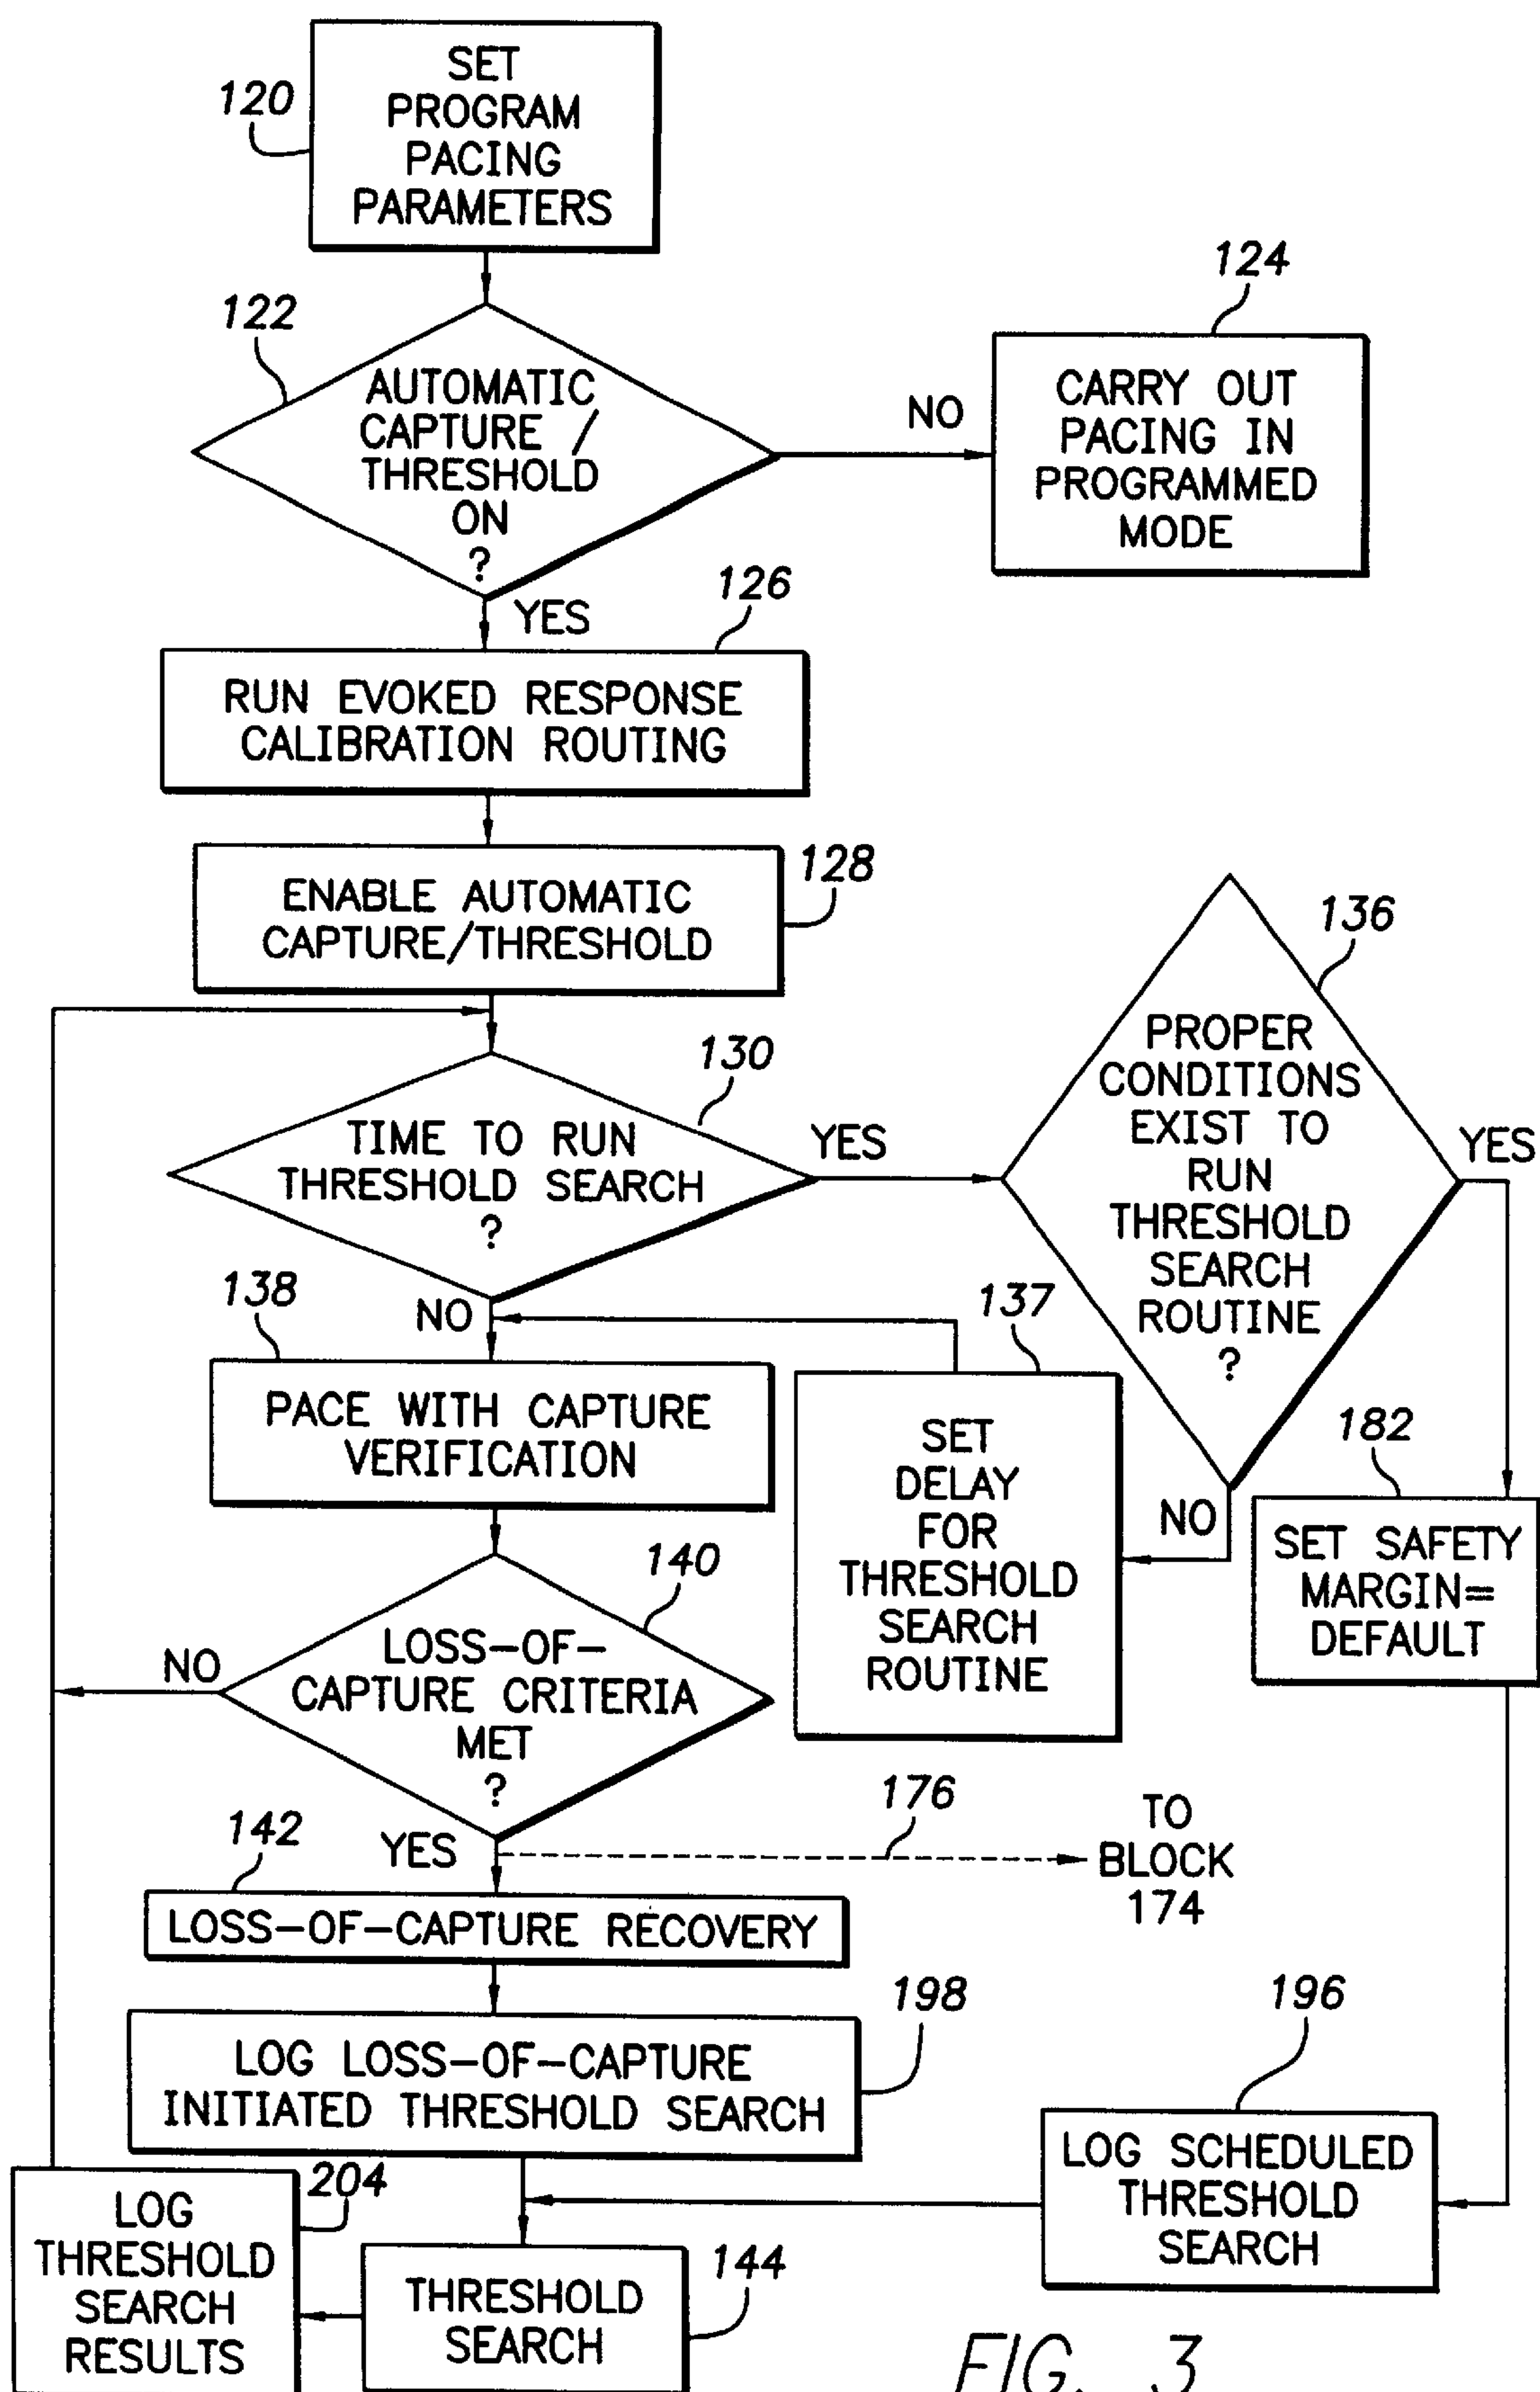 120
SET
PROGRAM
PACING
PARAMETERS
122
AUTOMATIC
CAPTURE /
THRESHOLD
ON
?
NO
124
CARRY OUT
PACING IN
PROGRAMMED
MODE
YES
126
RUN EVOKED RESPONSE
CALIBRATION ROUTING
128
ENABLE AUTOMATIC
CAPTURE/THRESHOLD
130
TIME TO RUN
THRESHOLD SEARCH
?
YES
136
PROPER
CONDITIONS
EXIST TO
RUN
THRESHOLD
SEARCH
ROUTINE
?
YES
NO
138
PACE WITH CAPTURE
VERIFICATION
137
SET
DELAY
FOR
THRESHOLD
SEARCH
ROUTINE
NO
182
SET SAFETY
MARGIN=
DEFAULT
140
LOSS-OF-
CAPTURE CRITERIA
MET
?
NO
YES
176
TO
BLOCK
174
142
LOSS-OF-CAPTURE RECOVERY
198
LOG LOSS-OF-CAPTURE
INITIATED THRESHOLD SEARCH
196
LOG SCHEDULED
THRESHOLD
SEARCH
204
LOG
THRESHOLD
SEARCH
RESULTS
144
THRESHOLD
SEARCH
FIG. 3